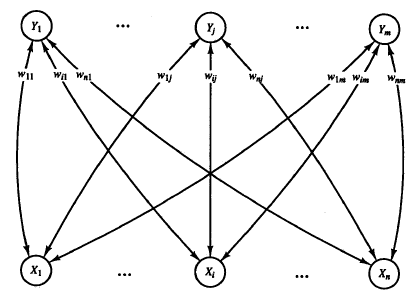 Y₁ ... Yⱼ ... Yₘ
w₁₁ wᵢ₁ wₙ₁ w₁ⱼ wᵢⱼ wₙⱼ w₁ₘ wᵢₘ wₙₘ
X₁ ... Xᵢ ... Xₙ